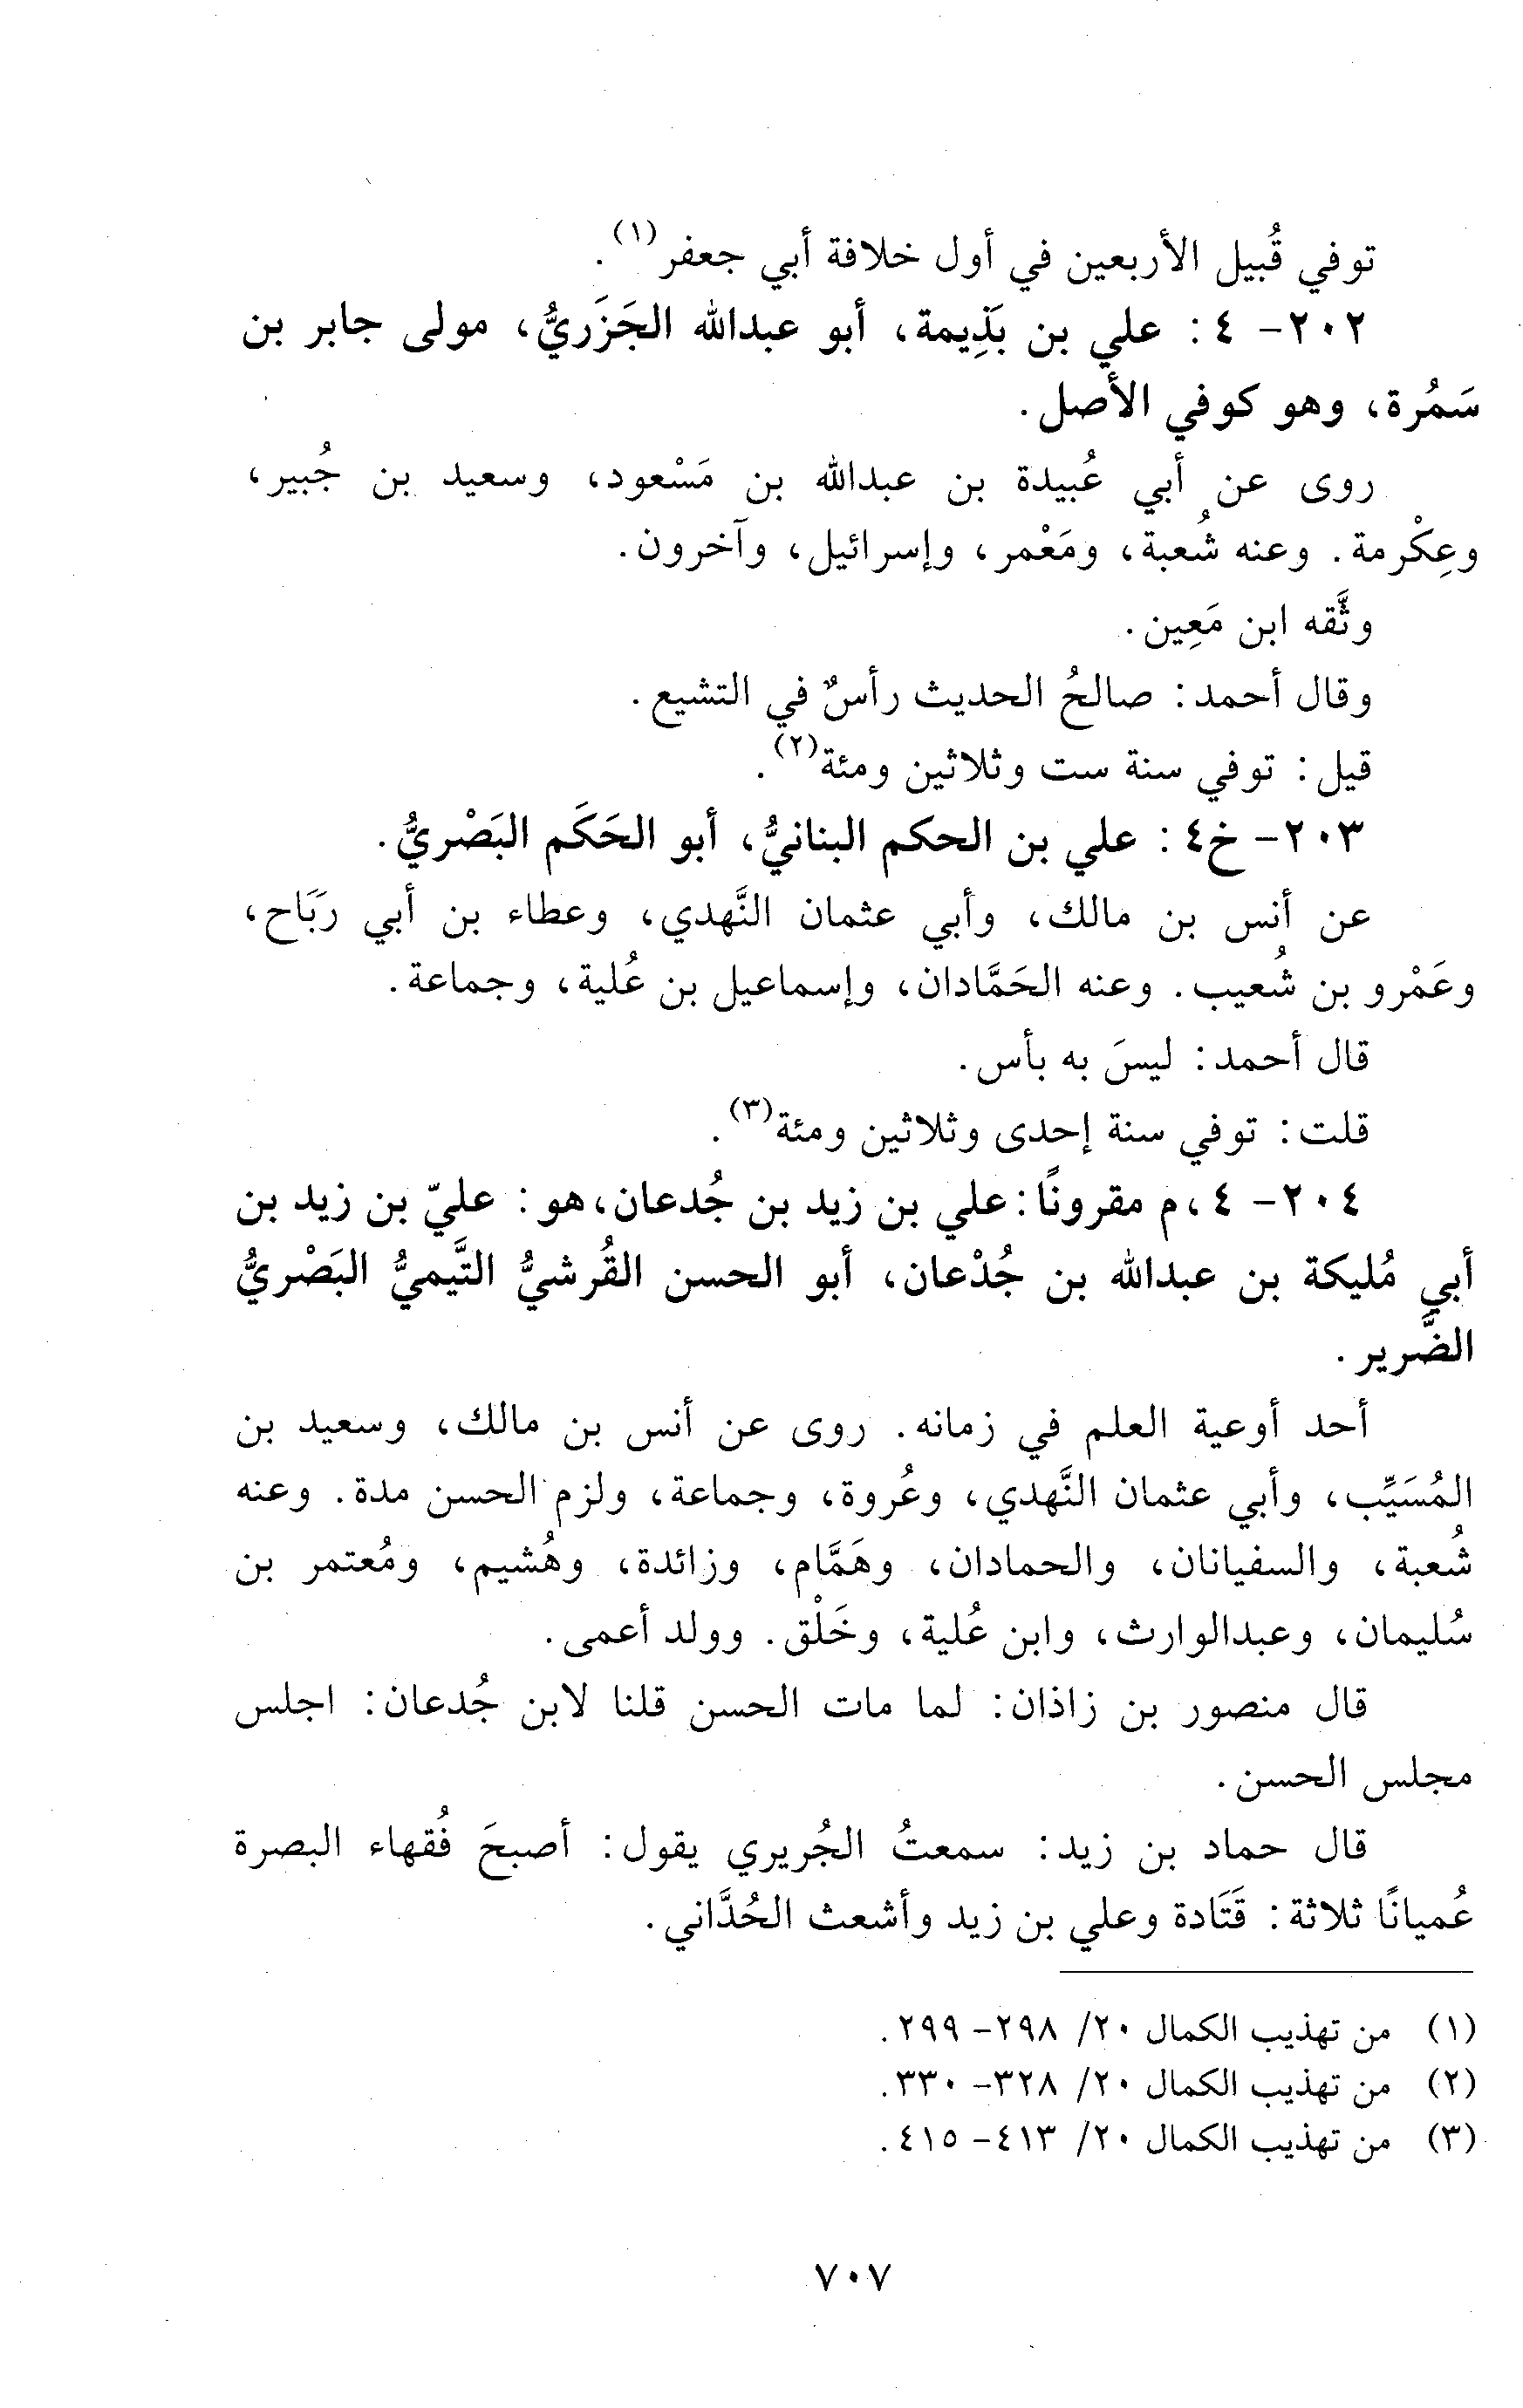 توفي قُبيل الأربعين في أول خلافة أبي جعفر(١).
٢٠٢- ٤: علي بن بَذِيمة، أبو عبدالله الجَزَريُّ، مولى جابر بن
سَمُرة، وهو كوفي الأصل.
روى عن أبي عُبيدة بن عبدالله بن مَسْعود، وسعيد بن جُبير،
وعِكْرمة. وعنه شُعبة، ومَعْمر، وإسرائيل، وآخرون.
وثَّقه ابن مَعِين.
وقال أحمد: صالحُ الحديث رأسٌ في التشيع.
قيل: توفي سنة ست وثلاثين ومئة(٢).
٢٠٣- خ٤: علي بن الحكم البنانيُّ، أبو الحَكَم البَصْريُّ.
عن أنس بن مالك، وأبي عثمان النَّهدي، وعطاء بن أبي رَبَاح،
وعَمْرو بن شُعيب. وعنه الحَمَّادان، وإسماعيل بن عُلية، وجماعة.
قال أحمد: ليسَ به بأس.
قلت: توفي سنة إحدى وثلاثين ومئة(٣).
٢٠٤- ٤، م مقرونًا: علي بن زيد بن جُدعان، هو: عليّ بن زيد بن
أبي مُليكة بن عبدالله بن جُدْعان، أبو الحسن القُرشيُّ التَّيميُّ البَصْريُّ
الضَّرير.
أحد أوعية العلم في زمانه. روى عن أنس بن مالك، وسعيد بن
المُسَيِّب، وأبي عثمان النَّهدي، وعُروة، وجماعة، ولزم الحسن مدة. وعنه
شُعبة، والسفيانان، والحمادان، وهَمَّام، وزائدة، وهُشيم، ومُعتمر بن
سُليمان، وعبدالوارث، وابن عُلية، وخَلْق. وولد أعمى.
قال منصور بن زاذان: لما مات الحسن قلنا لابن جُدعان: اجلس
مجلس الحسن.
قال حماد بن زيد: سمعتُ الجُريري يقول: أصبحَ فُقهاء البصرة
عُميانًا ثلاثة: قَتَادة وعلي بن زيد وأشعث الحُدَّاني.
(١) من تهذيب الكمال ٢٠/ ٢٩٨- ٢٩٩.
(٢) من تهذيب الكمال ٢٠/ ٣٢٨- ٣٣٠.
(٣) من تهذيب الكمال ٢٠/ ٤١٣- ٤١٥.
٧٠٧